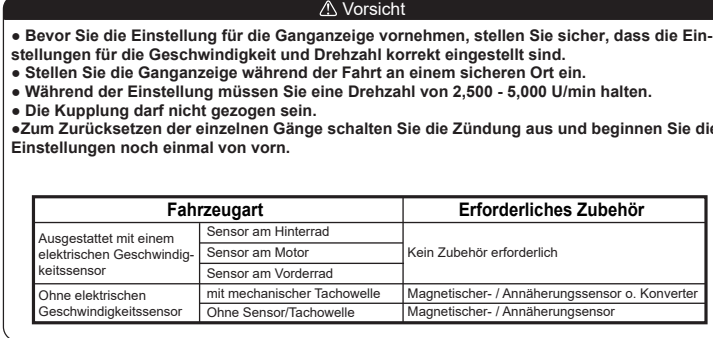 ⚠ Vorsicht
● Bevor Sie die Einstellung für die Ganganzeige vornehmen, stellen Sie sicher, dass die Ein-
stellungen für die Geschwindigkeit und Drehzahl korrekt eingestellt sind.
● Stellen Sie die Ganganzeige während der Fahrt an einem sicheren Ort ein.
● Während der Einstellung müssen Sie eine Drehzahl von 2,500 - 5,000 U/min halten.
● Die Kupplung darf nicht gezogen sein.
●Zum Zurücksetzen der einzelnen Gänge schalten Sie die Zündung aus und beginnen Sie die
Einstellungen noch einmal von vorn.
Fahrzeugart Erforderliches Zubehör
Ausgestattet mit einem
elektrischen Geschwindig-
keitssensor
Sensor am Hinterrad
Sensor am Motor
Sensor am Vorderrad
Kein Zubehör erforderlich
Ohne elektrischen
Geschwindigkeitssensor
mit mechanischer Tachowelle Magnetischer- / Annäherungssensor o. Konverter
Ohne Sensor/Tachowelle Magnetischer- / Annäherungsensor